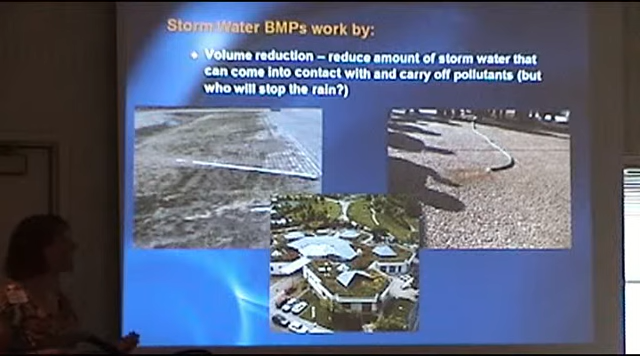 Storm Water BMPs work by:
Volume reduction – reduce amount of storm water that
can come into contact with and carry off pollutants (but
who will stop the rain?)